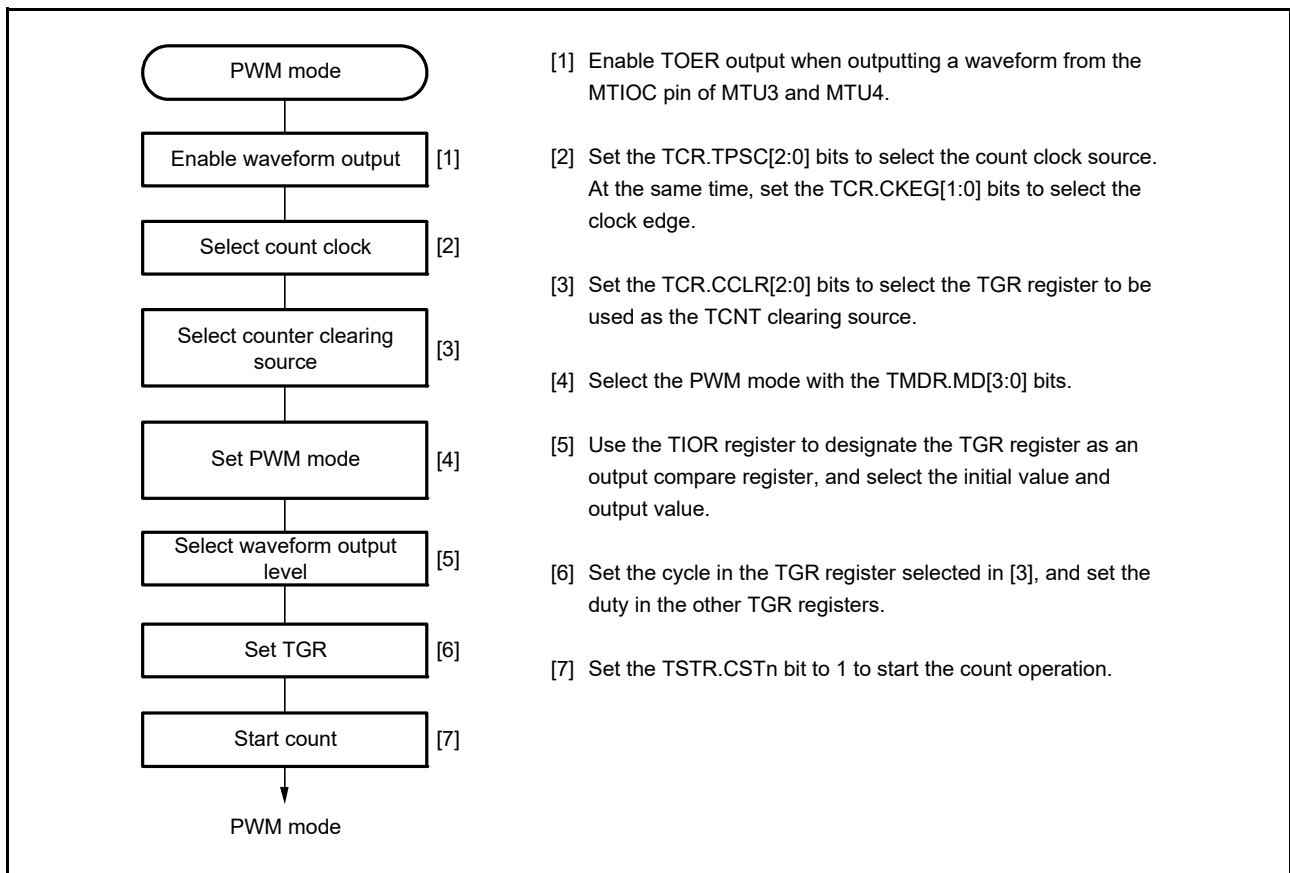 PWM mode
Enable waveform output
[1]
Select count clock
[2]
Select counter clearing
source
[3]
Set PWM mode
[4]
Select waveform output
level
[5]
Set TGR
[6]
Start count
[7]
PWM mode
[1] Enable TOER output when outputting a waveform from the
MTIOC pin of MTU3 and MTU4.
[2] Set the TCR.TPSC[2:0] bits to select the count clock source.
At the same time, set the TCR.CKEG[1:0] bits to select the
clock edge.
[3] Set the TCR.CCLR[2:0] bits to select the TGR register to be
used as the TCNT clearing source.
[4] Select the PWM mode with the TMDR.MD[3:0] bits.
[5] Use the TIOR register to designate the TGR register as an
output compare register, and select the initial value and
output value.
[6] Set the cycle in the TGR register selected in [3], and set the
duty in the other TGR registers.
[7] Set the TSTR.CSTn bit to 1 to start the count operation.